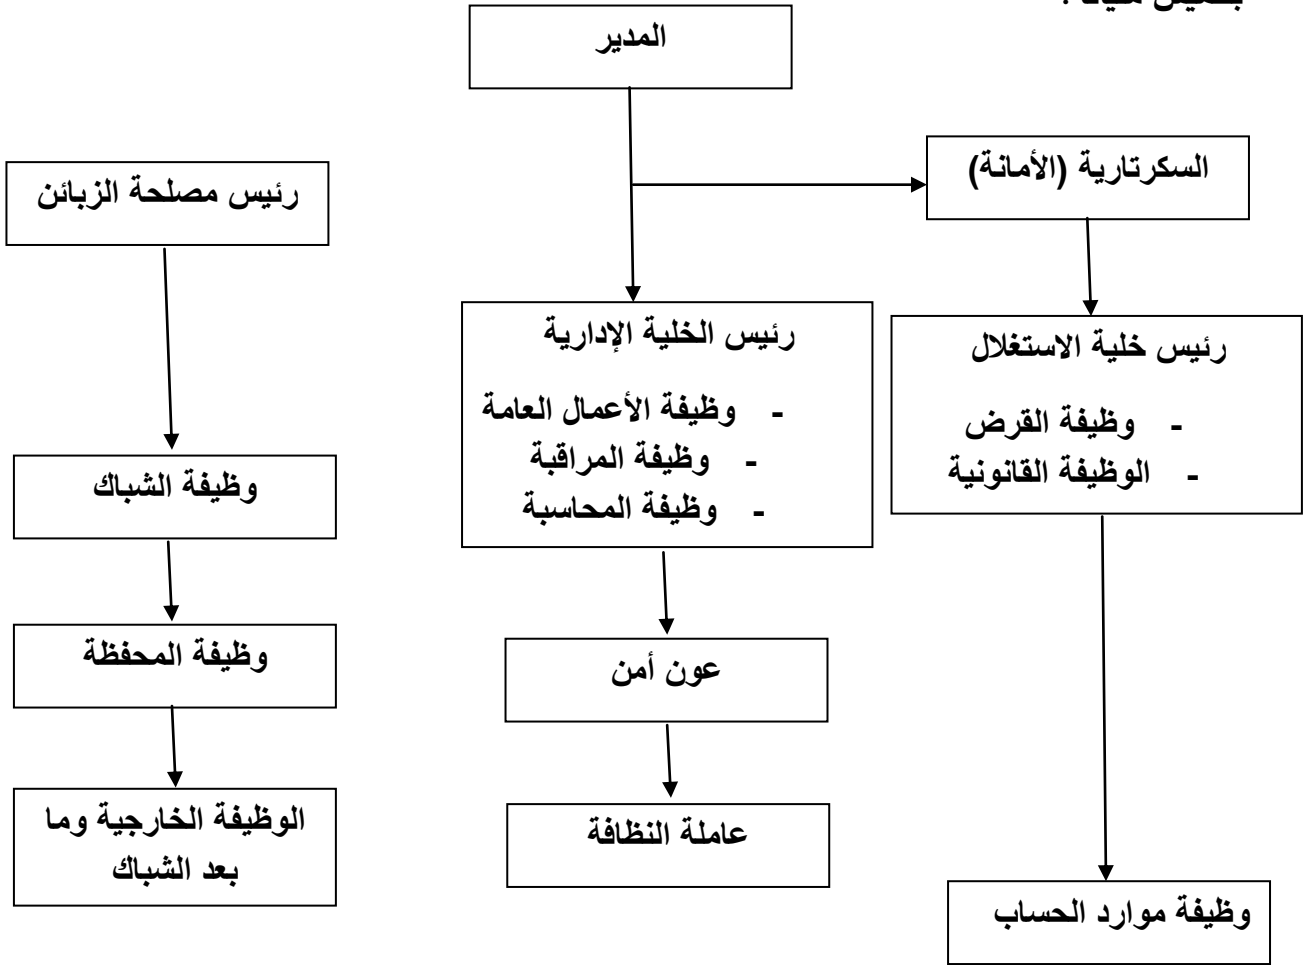 المدير
السكرتارية (الأمانة)
رئيس مصلحة الزبائن
رئيس الخلية الإدارية
- وظيفة الأعمال العامة
- وظيفة المراقبة
- وظيفة المحاسبة
رئيس خلية الاستغلال
- وظيفة القرض
- الوظيفة القانونية
وظيفة الشباك
وظيفة المحفظة
عون أمن
الوظيفة الخارجية وما
بعد الشباك
عاملة النظافة
وظيفة موارد الحساب